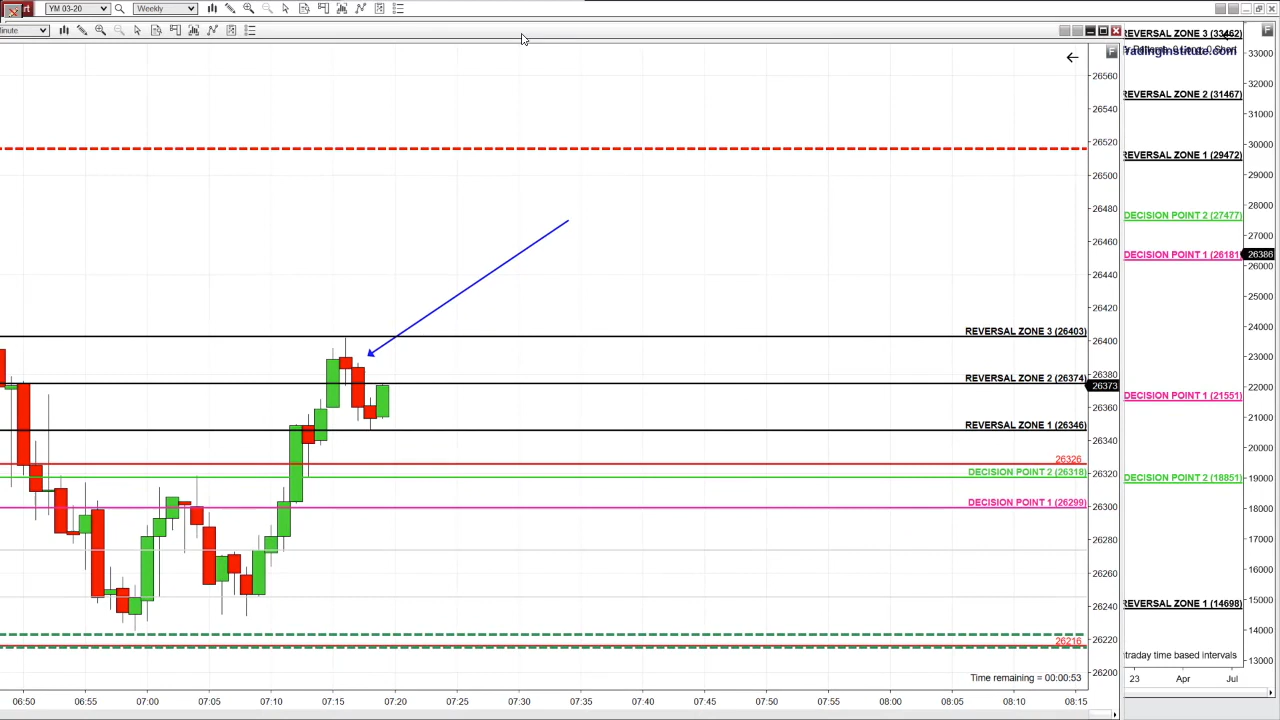 rt
YM 03-20
Weekly
inute
F
F
REVERSAL ZONE 3 (33462)
radingInstitute.com
33000
26560
32000
REVERSAL ZONE 2 (31467)
26540
31000
26520
30000
REVERSAL ZONE 1 (29472)
26500
29000
26480
28000
DECISION POINT 2 (27477)
26460
27000
DECISION POINT 1 (26181)
26386
26440
26420
25000
REVERSAL ZONE 3 (26403)
24000
26400
23000
REVERSAL ZONE 2 (26374)
26380
26373
22000
DECISION POINT 1 (21551)
26360
21000
REVERSAL ZONE 1 (26346)
26340
20000
26326
DECISION POINT 2 (26318)
26320
DECISION POINT 2 (18851)
19000
DECISION POINT 1 (26299)
26300
18000
26280
17000
26260
16000
26240
REVERSAL ZONE 1 (14698)
15000
26220
26216
14000
ntraday time based intervals
13000
26200
Time remaining = 00:00:53
23
Apr
Jul
06:50
06:55
07:00
07:05
07:10
07:15
07:20
07:25
07:30
07:35
07:40
07:45
07:50
07:55
08:00
08:05
08:10
08:15